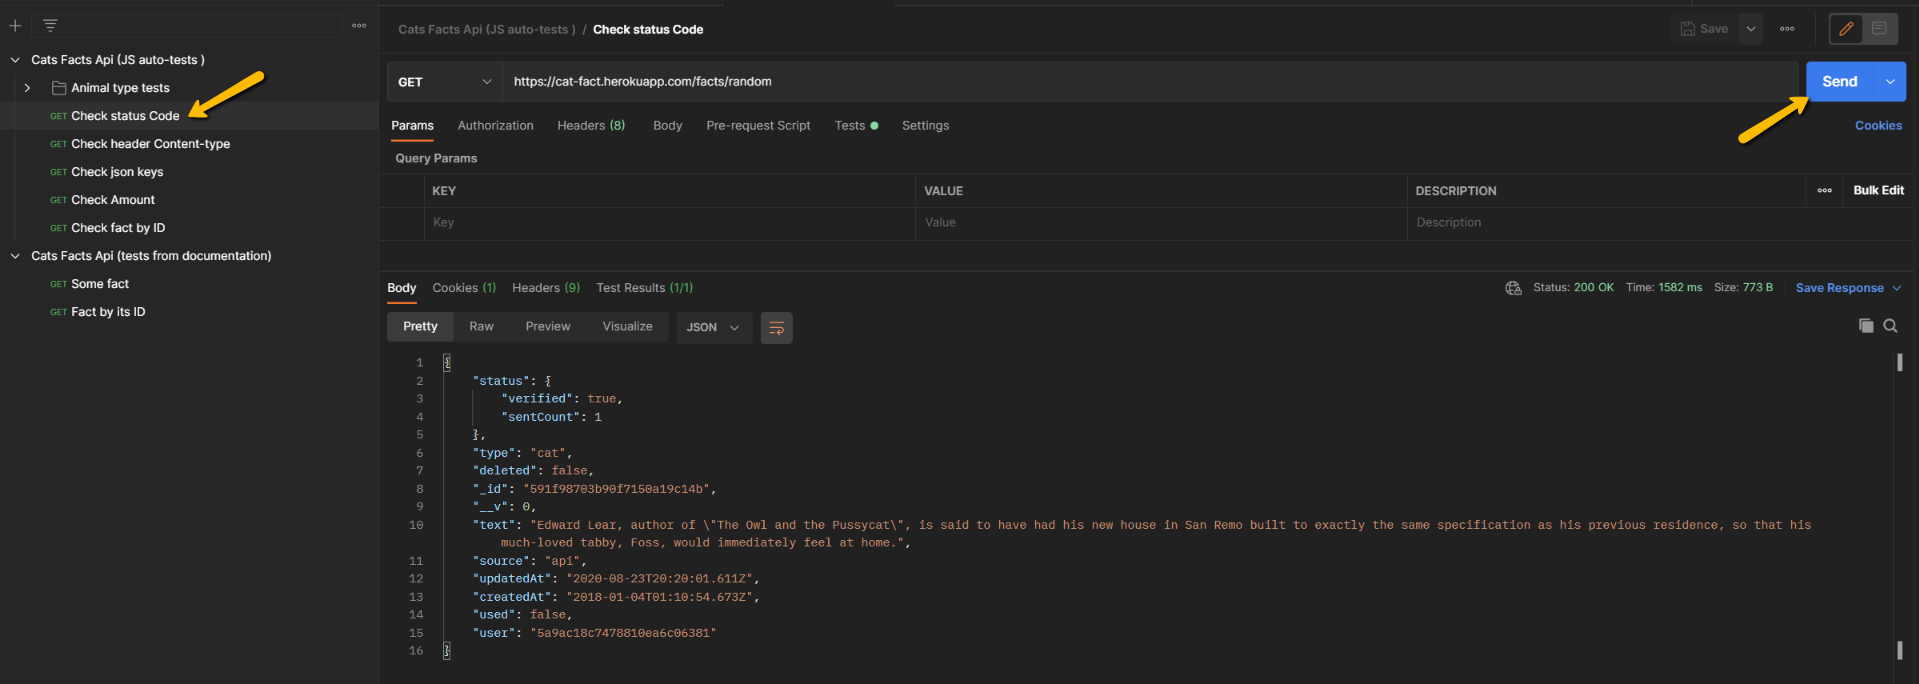 Cats Facts Api (JS auto-tests )
Animal type tests
GET Check status Code
GET Check header Content-type
GET Check json keys
GET Check Amount
GET Check fact by ID
Cats Facts Api (tests from documentation)
GET Some fact
GET Fact by its ID
Cats Facts Api (JS auto-tests ) / Check status Code
Save
GET https://cat-fact.herokuapp.com/facts/random
Send
Params Authorization Headers (8) Body Pre-request Script Tests Settings
Cookies
Query Params
KEY VALUE DESCRIPTION Bulk Edit
Key Value Description
Body Cookies (1) Headers (9) Test Results (1/1)
Status: 200 OK Time: 1582 ms Size: 773 B Save Response
Pretty Raw Preview Visualize JSON
1 {
2 "status": {
3 "verified": true,
4 "sentCount": 1
5 },
6 "type": "cat",
7 "deleted": false,
8 "_id": "591f98703b90f7150a19c14b",
9 "__v": 0,
10 "text": "Edward Lear, author of \"The Owl and the Pussycat\", is said to have had his new house in San Remo built to exactly the same specification as his previous residence, so that his
much-loved tabby, Foss, would immediately feel at home.",
11 "source": "api",
12 "updatedAt": "2020-08-23T20:20:01.611Z",
13 "createdAt": "2018-01-04T01:10:54.673Z",
14 "used": false,
15 "user": "5a9ac18c7478810ea6c06381"
16 }